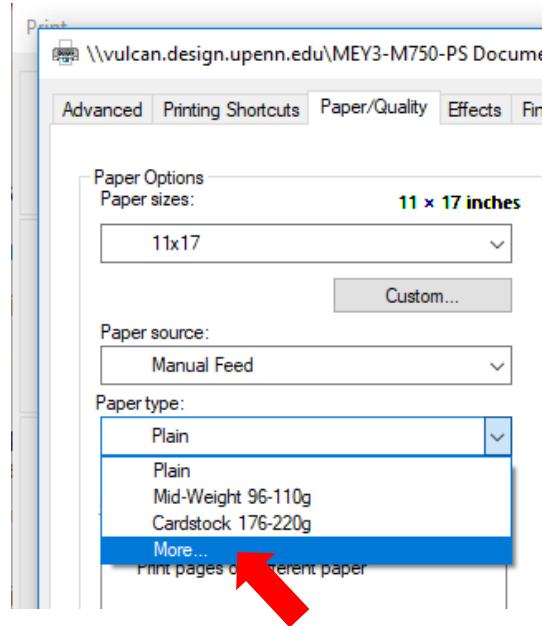 Print
\\vulcan.design.upenn.edu\MEY3-M750-PS Docume
Advanced Printing Shortcuts Paper/Quality Effects Fin
Paper Options
Paper sizes: 11 × 17 inches
11x17
Custom...
Paper source:
Manual Feed
Paper type:
Plain
Plain
Mid-Weight 96-110g
Cardstock 176-220g
More...
Print pages on different paper